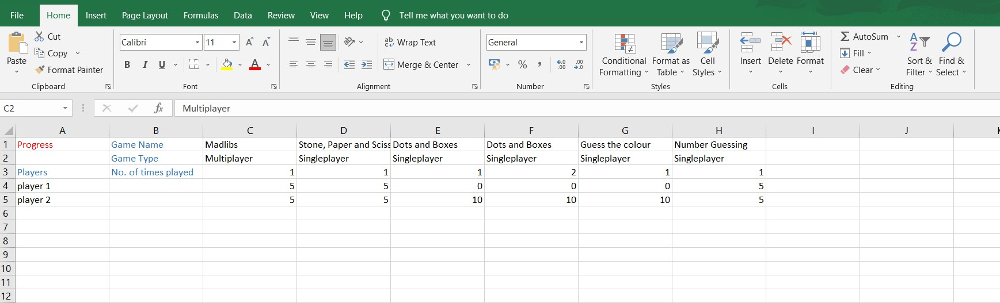 File Home Insert Page Layout Formulas Data Review View Help Tell me what you want to do
Paste Cut Copy Format Painter
Clipboard
Calibri 11 A A
B I U A
Font
ab c Wrap Text
Merge & Center
Alignment
General
% , .0 .00 .00 .0
Number
Conditional Formatting Format as Table Cell Styles
Styles
Insert Delete Format
Cells
AutoSum Fill Clear
Sort & Filter Find & Select
Editing
C2 fx Multiplayer
A B C D E F G H I J K
1 Progress Game Name Madlibs Stone, Paper and Sciss Dots and Boxes Dots and Boxes Guess the colour Number Guessing
2 Game Type Multiplayer Singleplayer Singleplayer Singleplayer Singleplayer Singleplayer
3 Players No. of times played 1 1 1 2 1 1
4 player 1 5 5 0 0 0 5
5 player 2 5 5 10 10 10 5
6
7
8
9
10
11
12